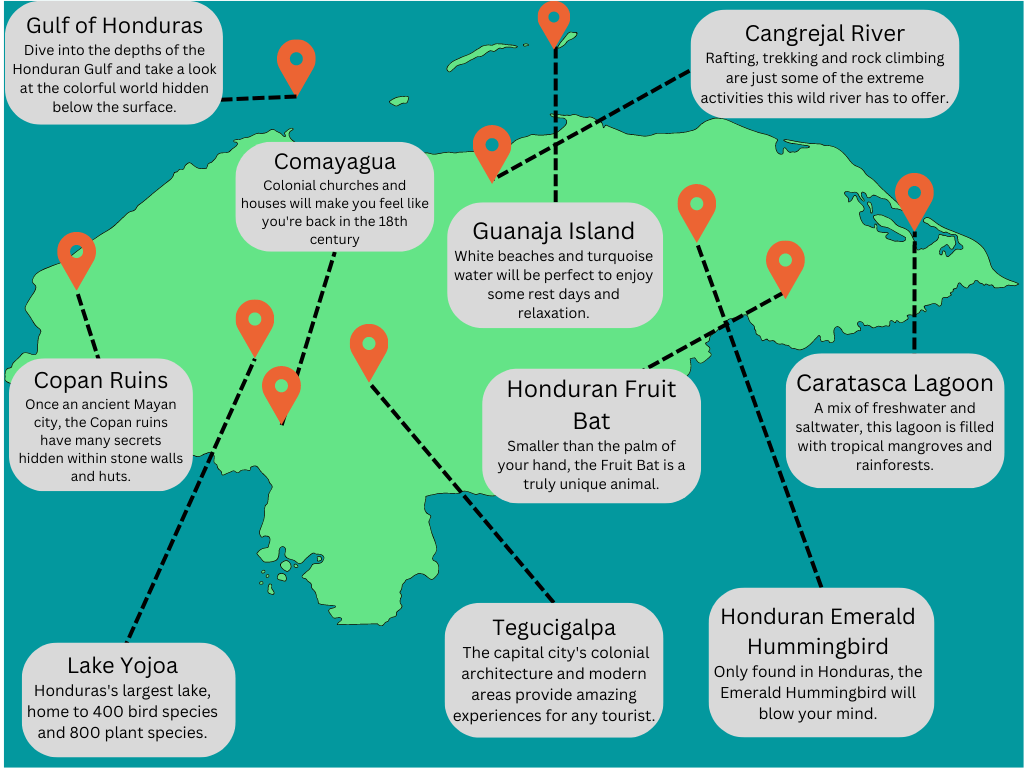 Gulf of Honduras
Dive into the depths of the
Honduran Gulf and take a look
at the colorful world hidden
below the surface.
Cangrejal River
Rafting, trekking and rock climbing
are just some of the extreme
activities this wild river has to offer.
Comayagua
Colonial churches and
houses will make you feel like
you're back in the 18th
century
Guanaja Island
White beaches and turquoise
water will be perfect to enjoy
some rest days and
relaxation.
Copan Ruins
Once an ancient Mayan
city, the Copan ruins
have many secrets
hidden within stone walls
and huts.
Honduran Fruit
Bat
Smaller than the palm of
your hand, the Fruit Bat is a
truly unique animal.
Caratasca Lagoon
A mix of freshwater and
saltwater, this lagoon is filled
with tropical mangroves and
rainforests.
Lake Yojoa
Honduras's largest lake,
home to 400 bird species
and 800 plant species.
Tegucigalpa
The capital city's colonial
architecture and modern
areas provide amazing
experiences for any tourist.
Honduran Emerald
Hummingbird
Only found in Honduras, the
Emerald Hummingbird will
blow your mind.